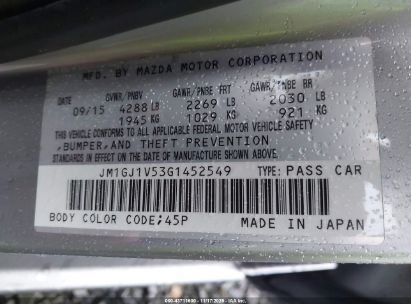 MFD. BY MAZDA MOTOR CORPORATION
GVWR/PNBV GAWR/PNBE FRT GAWR/PNBE RR
09/15 4288 LB 2269 LB 2030 LB
1945 KG 1029 KG 921 KG
THIS VEHICLE CONFORMS TO ALL APPLICABLE FEDERAL MOTOR VEHICLE SAFETY
,BUMPER,AND THEFT PREVENTION
STANDARDS IN EFFECT ON THE DATE OF MANUFACTURE SHOWN ABOVE.
JM1GJ1V53G1452549 TYPE: PASS CAR
BODY COLOR CODE:45P MADE IN JAPAN